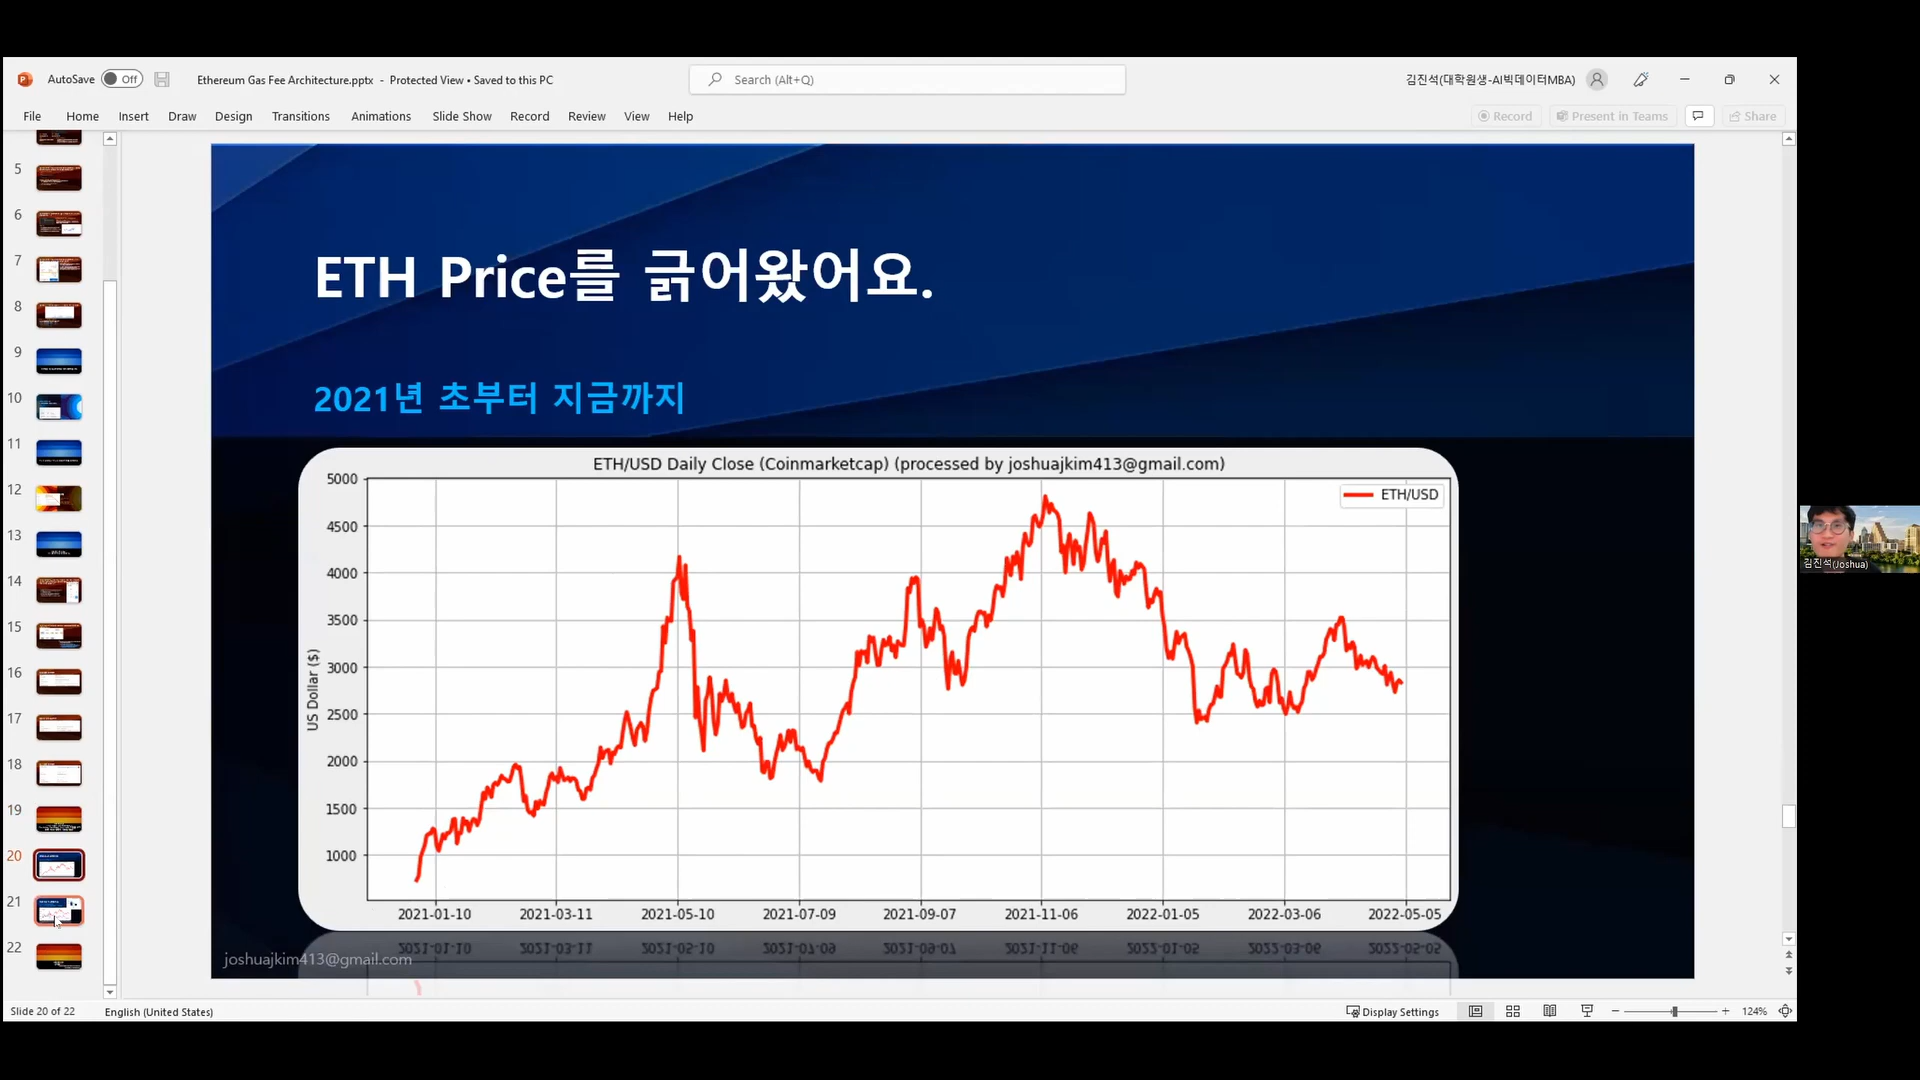 AutoSave Off Ethereum Gas Fee Architecture.pptx - Protected View • Saved to this PC Search (Alt+Q) 김진석(대학원생-AI빅데이터MBA)
File Home Insert Draw Design Transitions Animations Slide Show Record Review View Help Record Present in Teams Share
5
6
7
8
9
10
11
12
13
14
15
16
17
18
19
20
21
22
ETH Price를 긁어왔어요.
2021년 초부터 지금까지
ETH/USD Daily Close (Coinmarketcap) (processed by joshuajkim413@gmail.com)
ETH/USD
US Dollar ($)
5000
4500
4000
3500
3000
2500
2000
1500
1000
2021-01-10 2021-03-11 2021-05-10 2021-07-09 2021-09-07 2021-11-06 2022-01-05 2022-03-06 2022-05-05
joshuajkim413@gmail.com
김진석(Joshua)
Slide 20 of 22 English (United States) Display Settings 124%